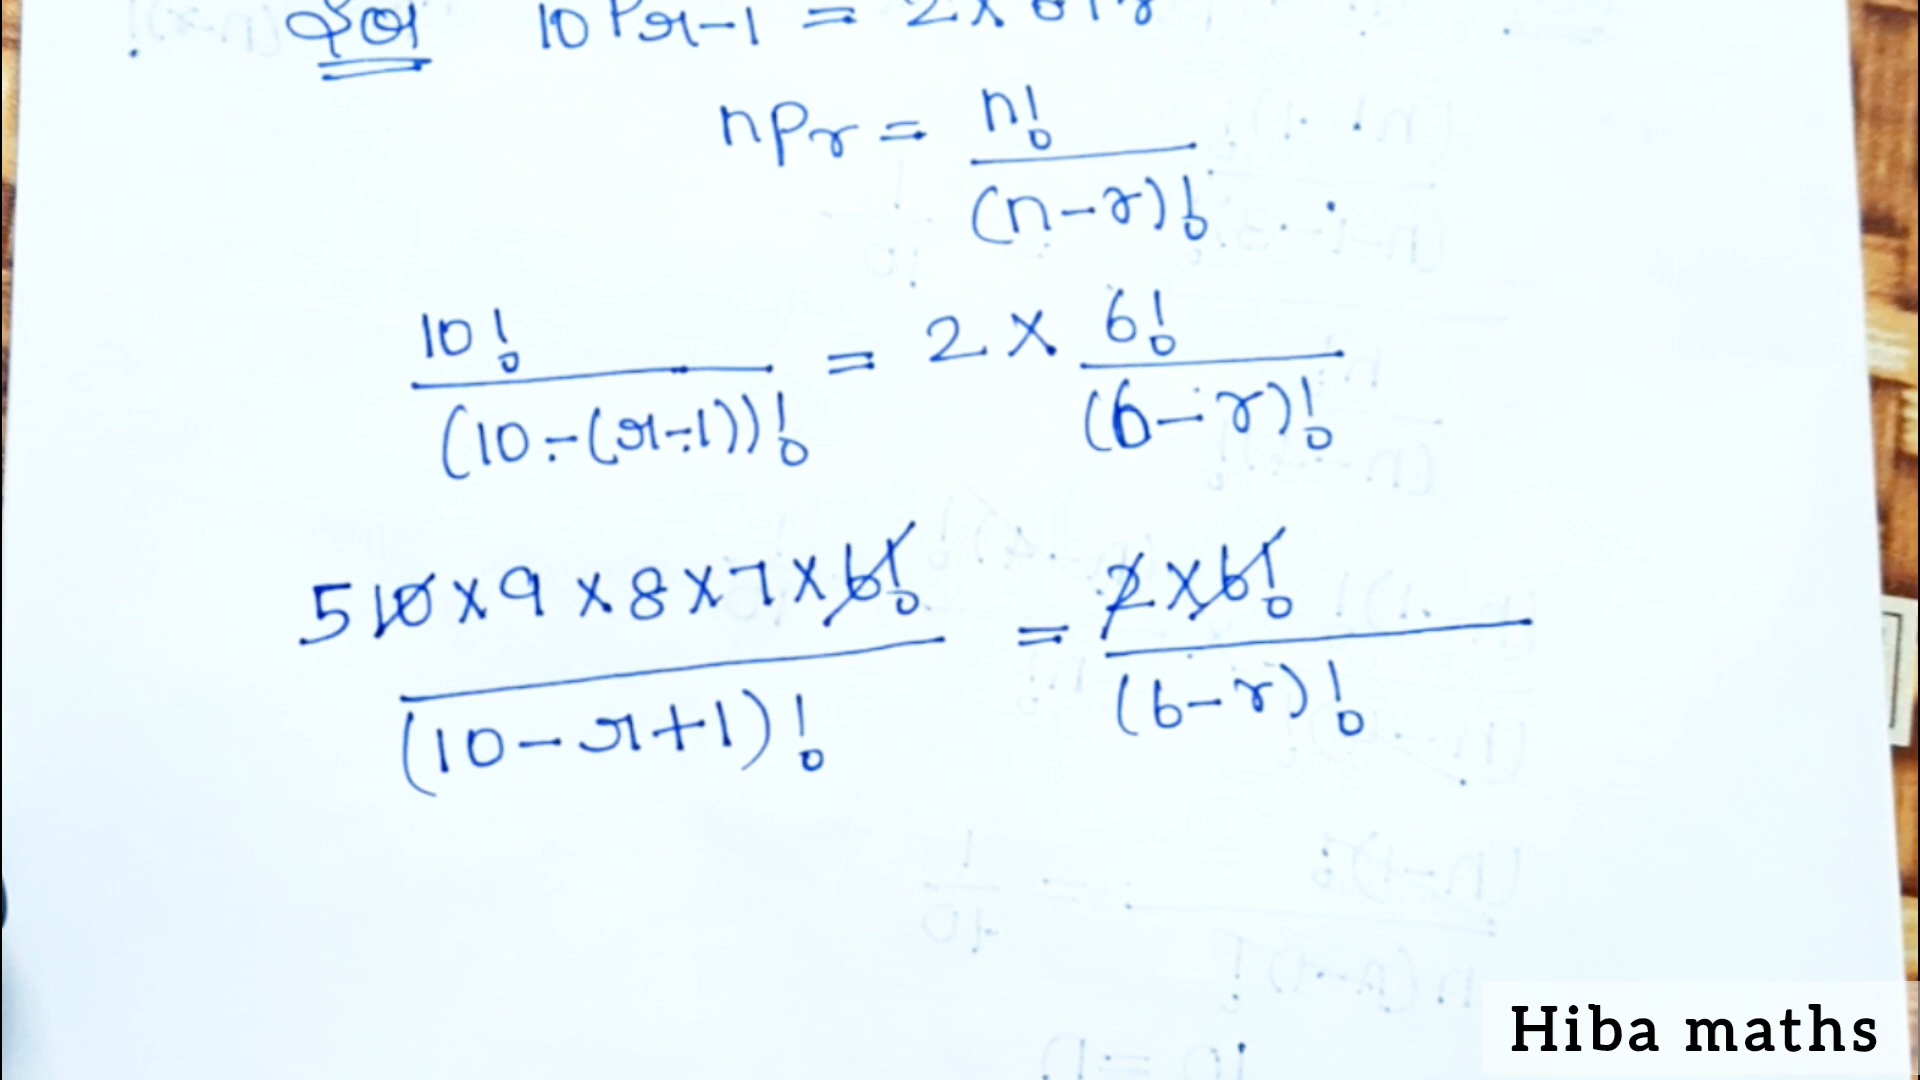 Sol 10Pr-1 = 2×6Pr
nPr = n!/(n-r)!
10!/(10-(r-1))! = 2 × 6!/(6-r)!
5 10×9×8×7×6!/(10-r+1)! = 2×6!/(6-r)!
Hiba maths